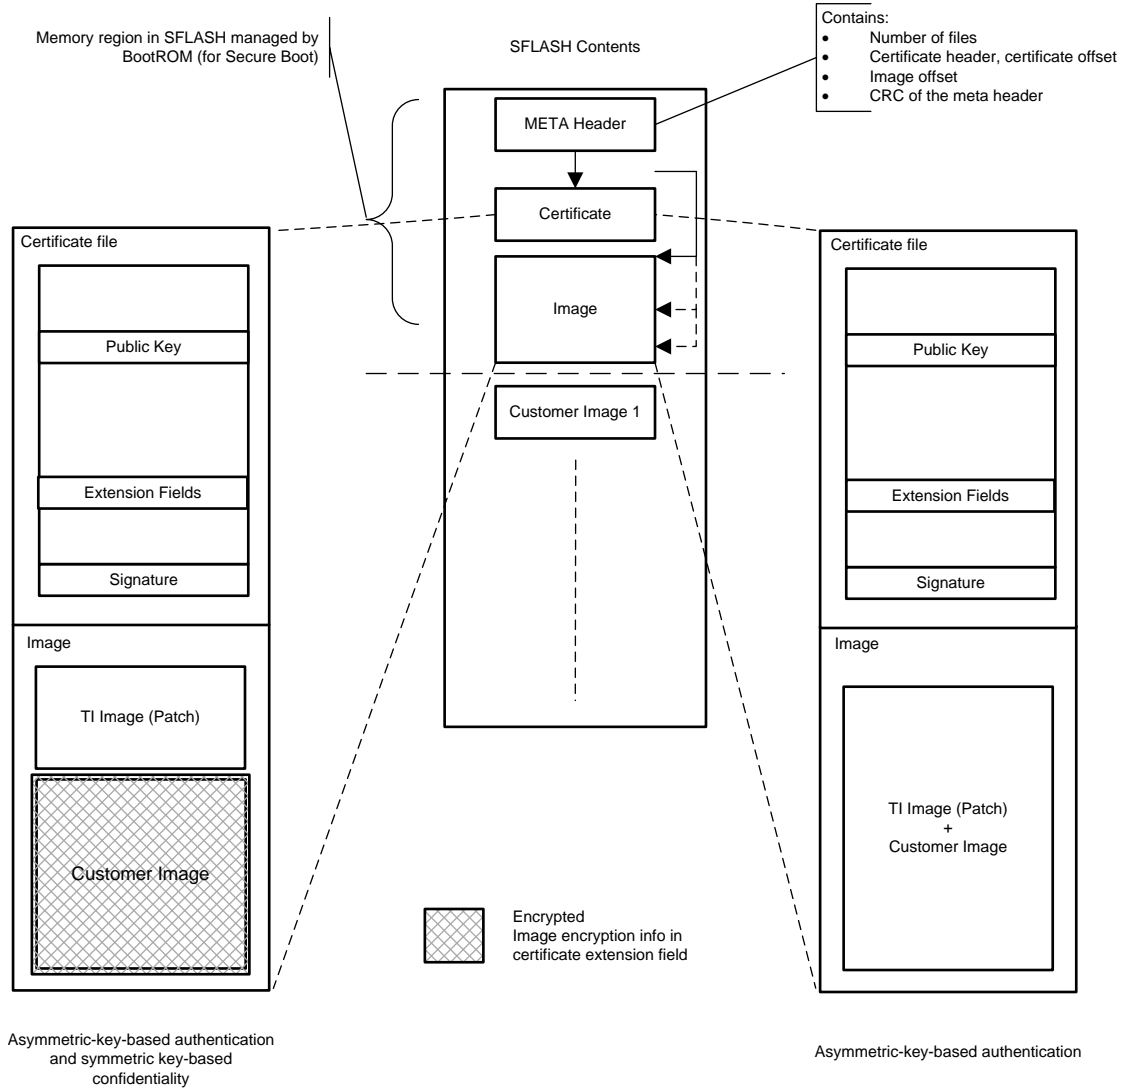 Memory region in SFLASH managed by
BootROM (for Secure Boot)
SFLASH Contents
Contains:
• Number of files
• Certificate header, certificate offset
• Image offset
• CRC of the meta header
META Header
Certificate
Image
Customer Image 1
Certificate file
Public Key
Extension Fields
Signature
Image
TI Image (Patch)
Customer Image
Asymmetric-key-based authentication
and symmetric key-based
confidentiality
Encrypted
Image encryption info in
certificate extension field
Certificate file
Public Key
Extension Fields
Signature
Image
TI Image (Patch)
+
Customer Image
Asymmetric-key-based authentication